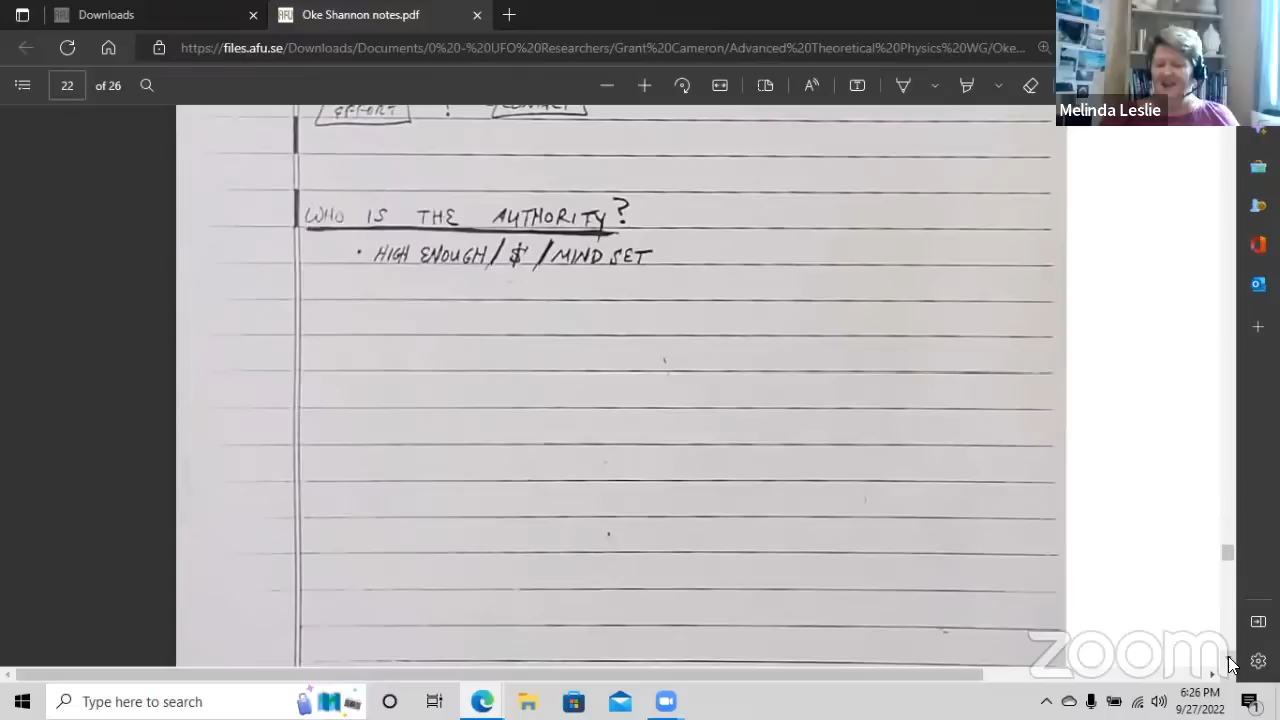 Downloads
Oke Shannon notes.pdf
https://files.afu.se/Downloads/Documents/0%20-%20UFO%20Researchers/Grant%20Cameron/Advanced%20Theoretical%20Physics%20WG/Oke...
22 of 26
Melinda Leslie
EFFORT ! CONTACT
WHO IS THE AUTHORITY?
· HIGH ENOUGH / $ / MIND SET
zoom
Type here to search
6:26 PM
9/27/2022